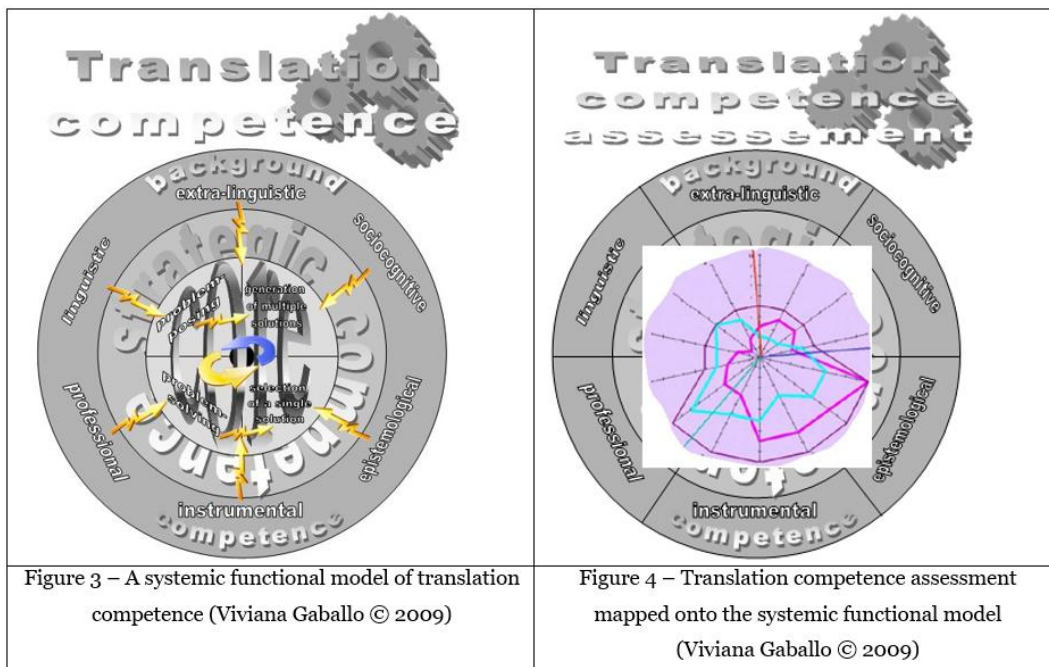 Translation
competence
background
extra-linguistic
linguistic
sociocognitive
strategic competence
problem-
posing
generation
of multiple
solutions
problem-
solving
selection
of a single
solution
professional
epistemological
instrumental
competence
Figure 3 – A systemic functional model of translation
competence (Viviana Gaballo © 2009)
Translation
competence
assessement
background
extra-linguistic
linguistic
sociocognitive
professional
epistemological
instrumental
competence
Figure 4 – Translation competence assessment
mapped onto the systemic functional model
(Viviana Gaballo © 2009)